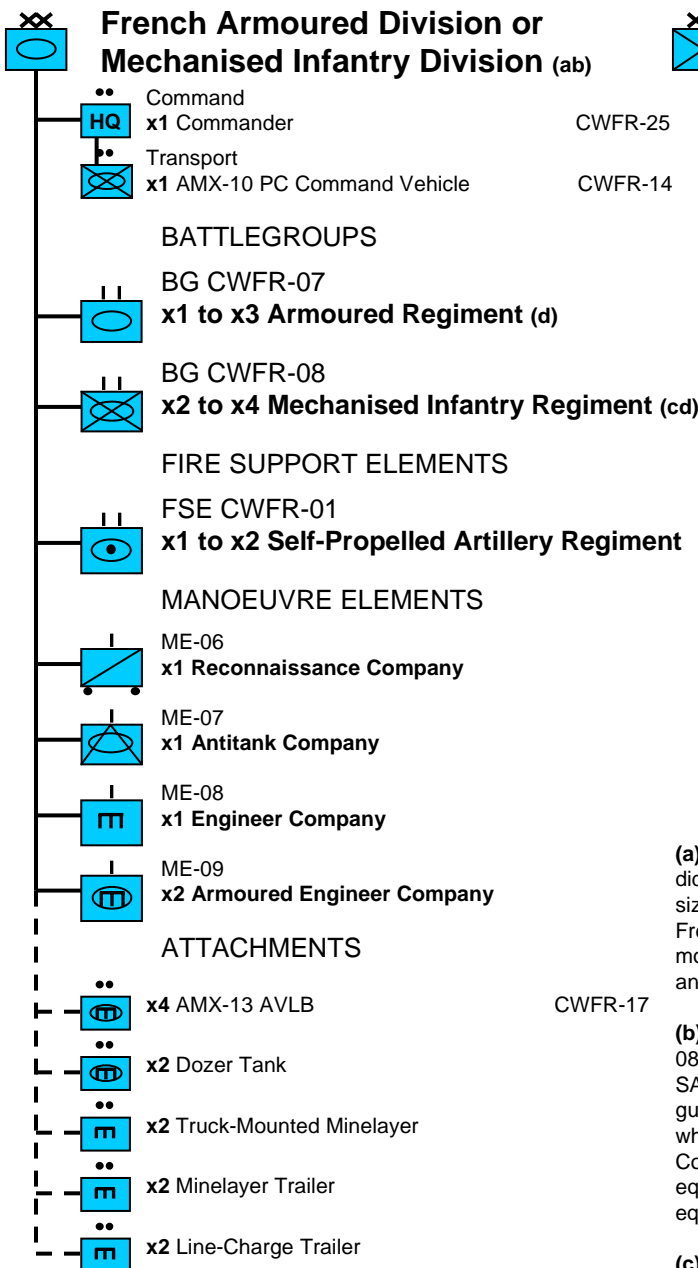 French Armoured Division or
Mechanised Infantry Division (ab)
Command
HQ x1 Commander CWFR-25
Transport
x1 AMX-10 PC Command Vehicle CWFR-14
BATTLEGROUPS
BG CWFR-07
x1 to x3 Armoured Regiment (d)
BG CWFR-08
x2 to x4 Mechanised Infantry Regiment (cd)
FIRE SUPPORT ELEMENTS
FSE CWFR-01
x1 to x2 Self-Propelled Artillery Regiment
MANOEUVRE ELEMENTS
ME-06
x1 Reconnaissance Company
ME-07
x1 Antitank Company
ME-08
x1 Engineer Company
ME-09
x2 Armoured Engineer Company
ATTACHMENTS
x4 AMX-13 AVLB CWFR-17
x2 Dozer Tank
x2 Truck-Mounted Minelayer
x2 Minelayer Trailer
x2 Line-Charge Trailer
(a)
(b)
08
(c)